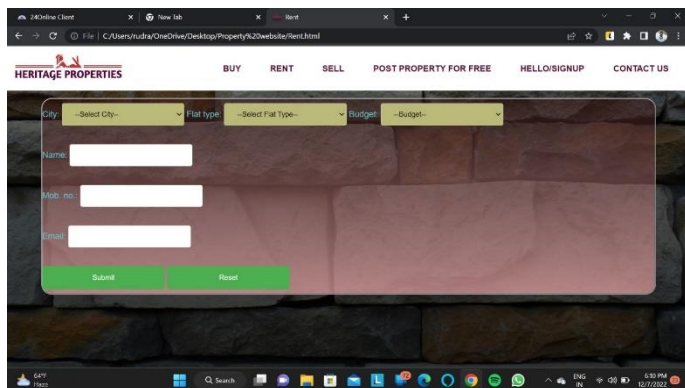 24Online Client
New Tab
Rent
File | C:/Users/rudra/OneDrive/Desktop/Property%20website/Rent.html
HERITAGE PROPERTIES
BUY RENT SELL POST PROPERTY FOR FREE HELLO/SIGNUP CONTACT US
City: --Select City-- Flat type: --Select Flat Type-- Budget: --Budget--
Name:
Mob. no.:
Email:
Submit Reset
64°F
Haze
Search
ENG
IN
6:10 PM
12/7/2022